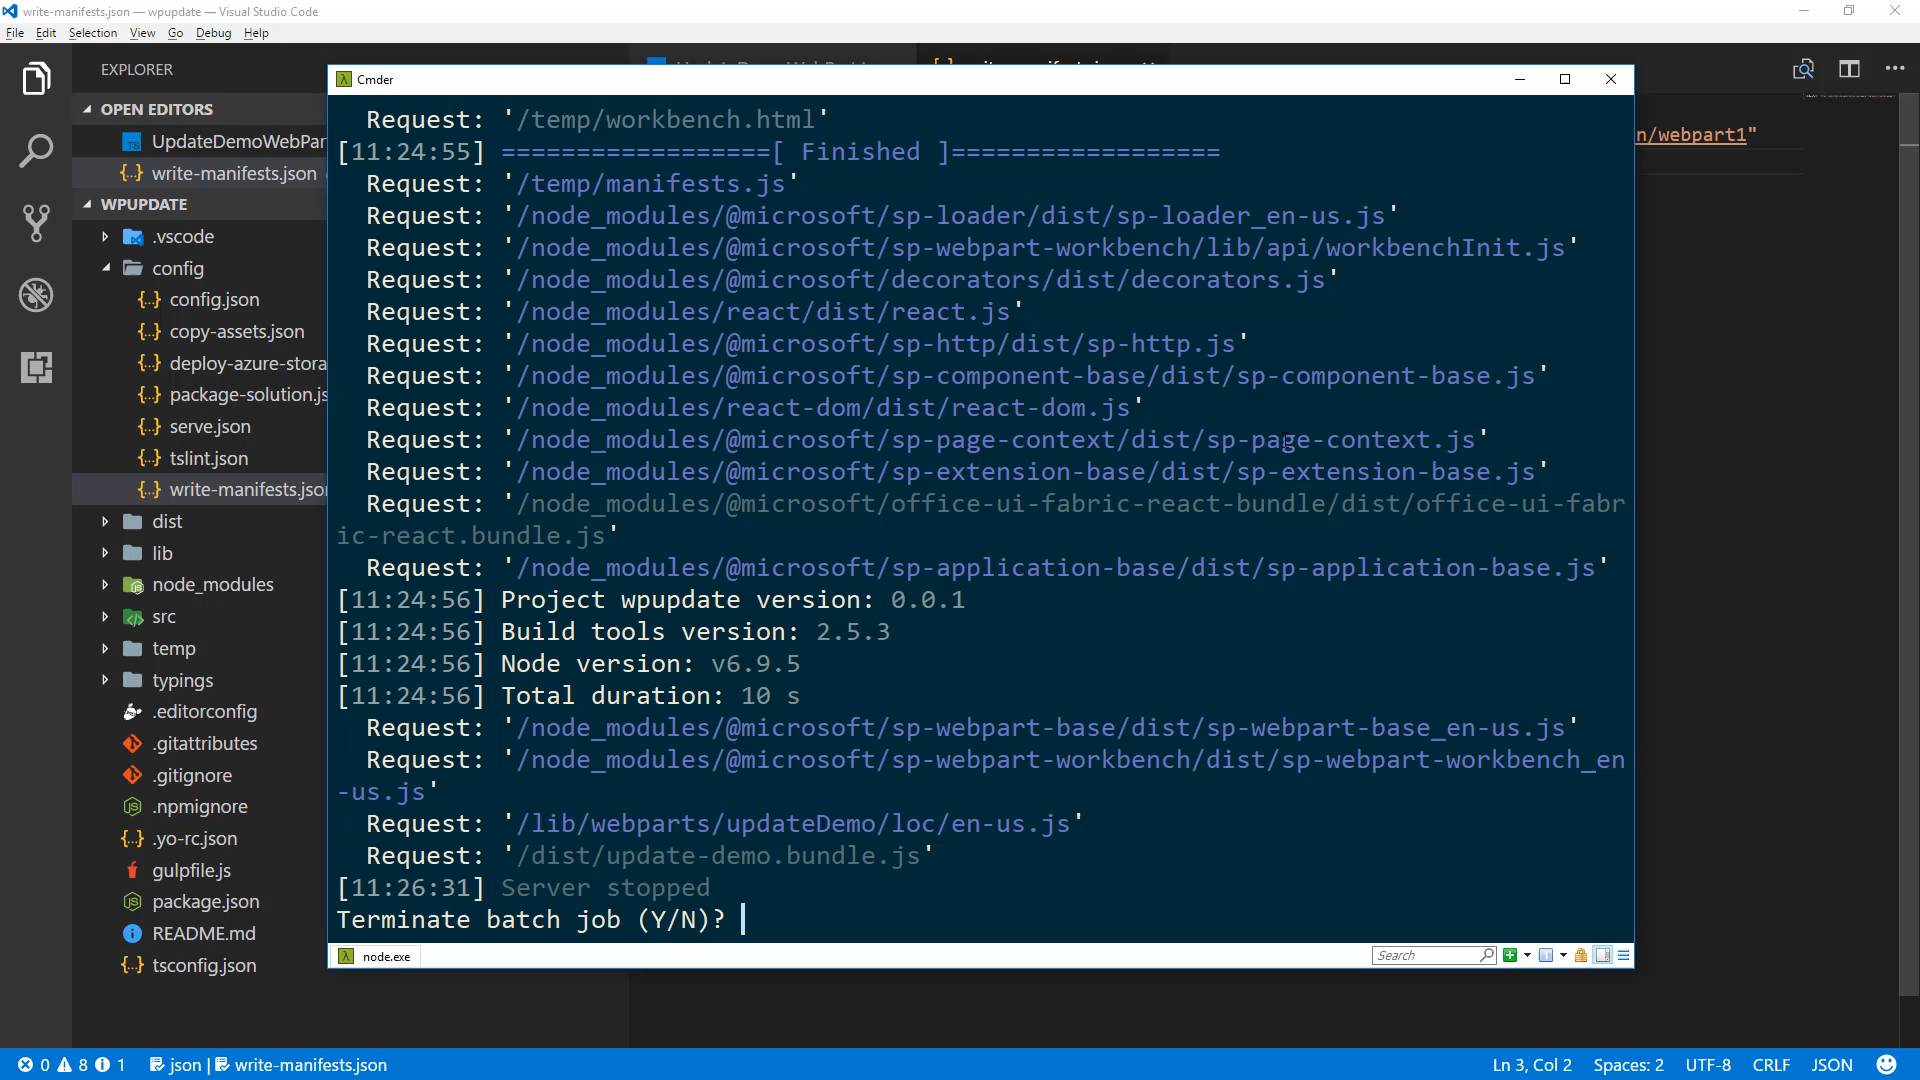 write-manifests.json — wpupdate — Visual Studio Code
File Edit Selection View Go Debug Help
EXPLORER
OPEN EDITORS
UpdateDemoWebPar
write-manifests.json
WPUPDATE
.vscode
config
config.json
copy-assets.json
deploy-azure-stora
package-solution.js
serve.json
tslint.json
write-manifests.json
dist
lib
node_modules
src
temp
typings
.editorconfig
.gitattributes
.gitignore
.npmignore
.yo-rc.json
gulpfile.js
package.json
README.md
tsconfig.json
n/webpart1"
Cmder
Request: '/temp/workbench.html'
[11:24:55] ==================[ Finished ]==================
Request: '/temp/manifests.js'
Request: '/node_modules/@microsoft/sp-loader/dist/sp-loader_en-us.js'
Request: '/node_modules/@microsoft/sp-webpart-workbench/lib/api/workbenchInit.js'
Request: '/node_modules/@microsoft/decorators/dist/decorators.js'
Request: '/node_modules/react/dist/react.js'
Request: '/node_modules/@microsoft/sp-http/dist/sp-http.js'
Request: '/node_modules/@microsoft/sp-component-base/dist/sp-component-base.js'
Request: '/node_modules/react-dom/dist/react-dom.js'
Request: '/node_modules/@microsoft/sp-page-context/dist/sp-page-context.js'
Request: '/node_modules/@microsoft/sp-extension-base/dist/sp-extension-base.js'
Request: '/node_modules/@microsoft/office-ui-fabric-react-bundle/dist/office-ui-fabr
ic-react.bundle.js'
Request: '/node_modules/@microsoft/sp-application-base/dist/sp-application-base.js'
[11:24:56] Project wpupdate version: 0.0.1
[11:24:56] Build tools version: 2.5.3
[11:24:56] Node version: v6.9.5
[11:24:56] Total duration: 10 s
Request: '/node_modules/@microsoft/sp-webpart-base/dist/sp-webpart-base_en-us.js'
Request: '/node_modules/@microsoft/sp-webpart-workbench/dist/sp-webpart-workbench_en
-us.js'
Request: '/lib/webparts/updateDemo/loc/en-us.js'
Request: '/dist/update-demo.bundle.js'
[11:26:31] Server stopped
Terminate batch job (Y/N)?
node.exe
Search
0 8 1 json | write-manifests.json
Ln 3, Col 2 Spaces: 2 UTF-8 CRLF JSON